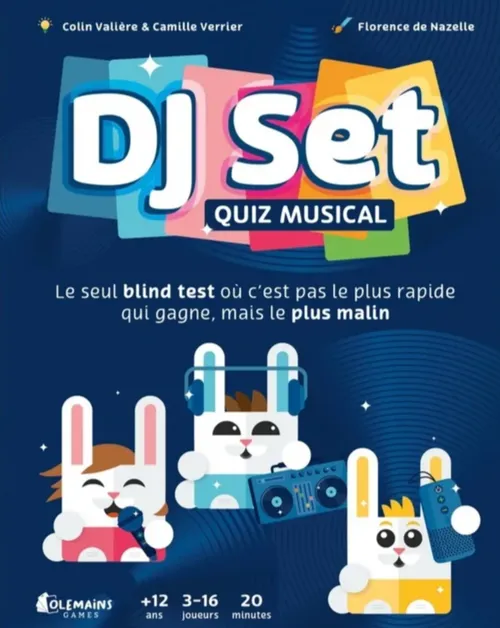 Colin Valière & Camille Verrier
Florence de Nazelle
DJ Set
QUIZ MUSICAL
Le seul blind test où c'est pas le plus rapide
qui gagne, mais le plus malin
OLEMAINS
GAMES
+12
ans
3-16
joueurs
20
minutes